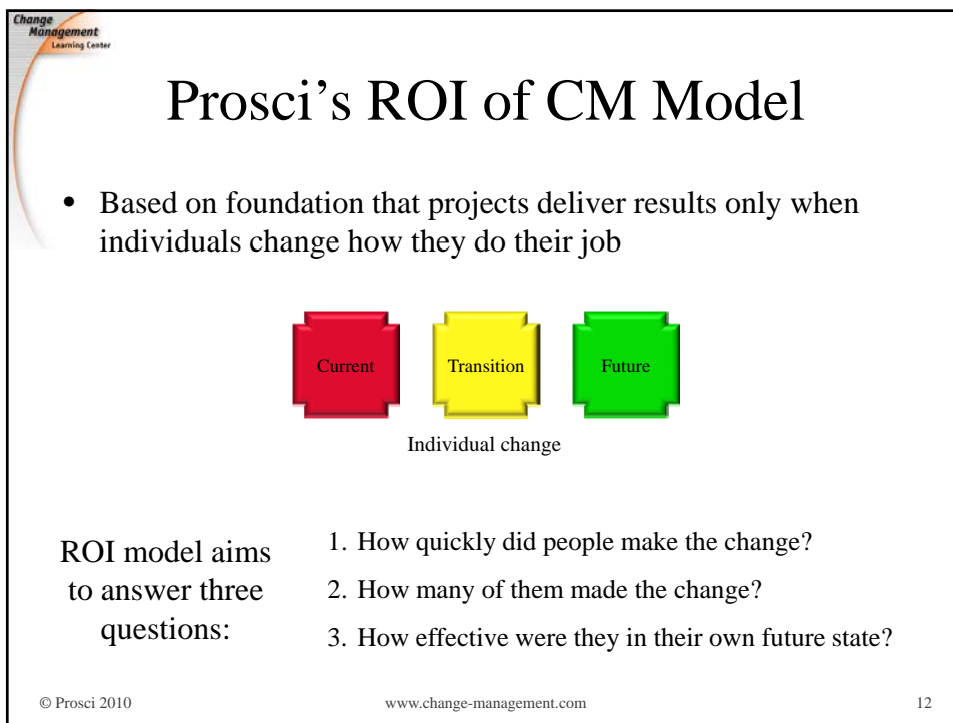 Change
Management
Learning Center
Prosci's ROI of CM Model
• Based on foundation that projects deliver results only when
individuals change how they do their job
Current Transition Future
Individual change
ROI model aims
to answer three
questions:
1. How quickly did people make the change?
2. How many of them made the change?
3. How effective were they in their own future state?
© Prosci 2010 www.change-management.com 12